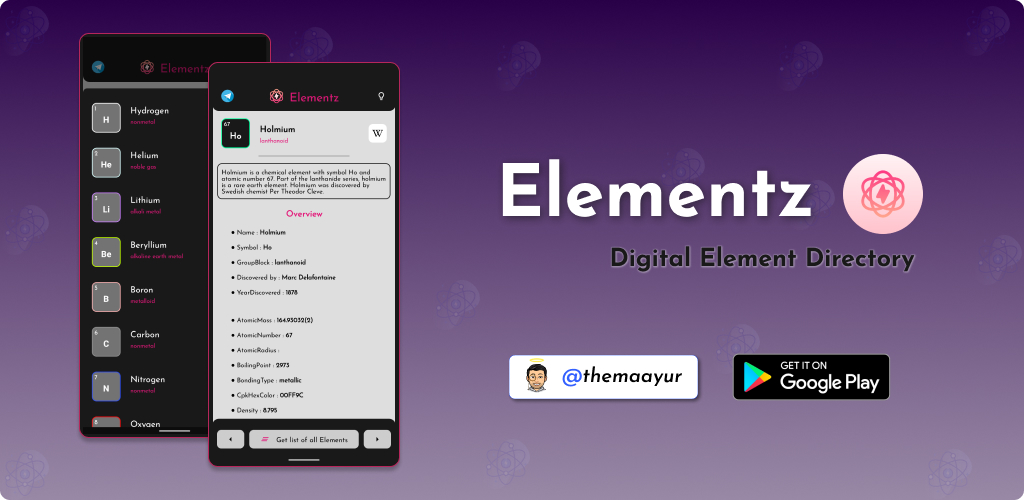 Elementz
1
H
Hydrogen
nonmetal
2
He
Helium
noble gas
3
Li
Lithium
alkali metal
4
Be
Beryllium
alkaline earth metal
5
B
Boron
metalloid
6
C
Carbon
nonmetal
7
N
Nitrogen
nonmetal
8
Oxygen
Elementz
67
Ho
Holmium
lanthanoid
W
Holmium is a chemical element with symbol Ho and
atomic number 67. Part of the lanthanide series, holmium
is a rare earth element. Holmium was discovered by
Swedish chemist Per Theodor Cleve.
Overview
• Name : Holmium
• Symbol : Ho
• GroupBlock : lanthanoid
• Discovered by : Marc Delafontaine
• YearDiscovered : 1878
• AtomicMass : 164.93032(2)
• AtomicNumber : 67
• AtomicRadius :
• BoilingPoint : 2973
• BondingType : metallic
• CpkHexColor : 00FF9C
• Density : 8.795
Get list of all Elements
Elementz
Digital Element Directory
@themaayur
GET IT ON
Google Play